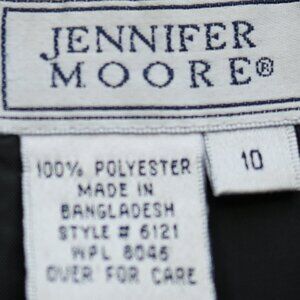 JENNIFER
MOORE®
10
100% POLYESTER
MADE IN
BANGLADESH
STYLE # 6121
WPL 8046
OVER FOR CARE